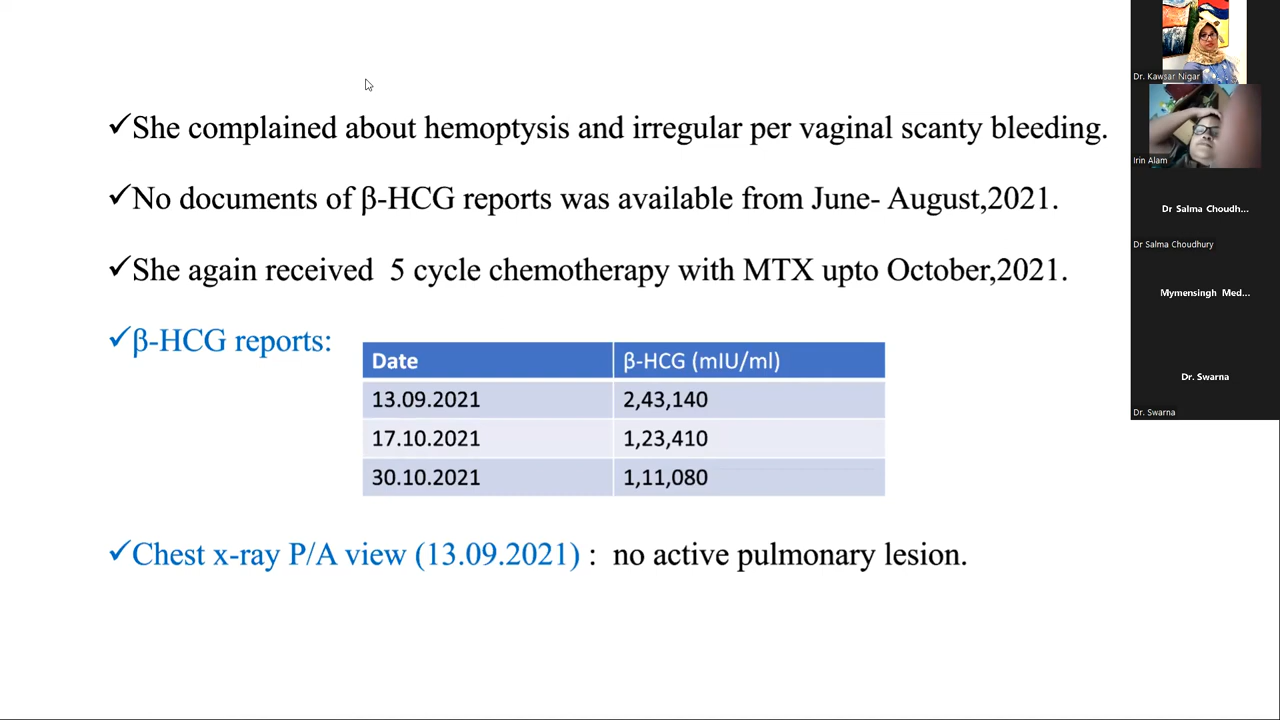 ✓She complained about hemoptysis and irregular per vaginal scanty bleeding.
✓No documents of β-HCG reports was available from June- August,2021.
✓She again received 5 cycle chemotherapy with MTX upto October,2021.
✓β-HCG reports:
Date β-HCG (mIU/ml)
13.09.2021 2,43,140
17.10.2021 1,23,410
30.10.2021 1,11,080
✓Chest x-ray P/A view (13.09.2021) : no active pulmonary lesion.
Dr. Kawsar Nigar
Irin Alam
Dr Salma Choudh...
Dr Salma Choudhury
Mymensingh Med...
Dr. Swarna
Dr. Swarna